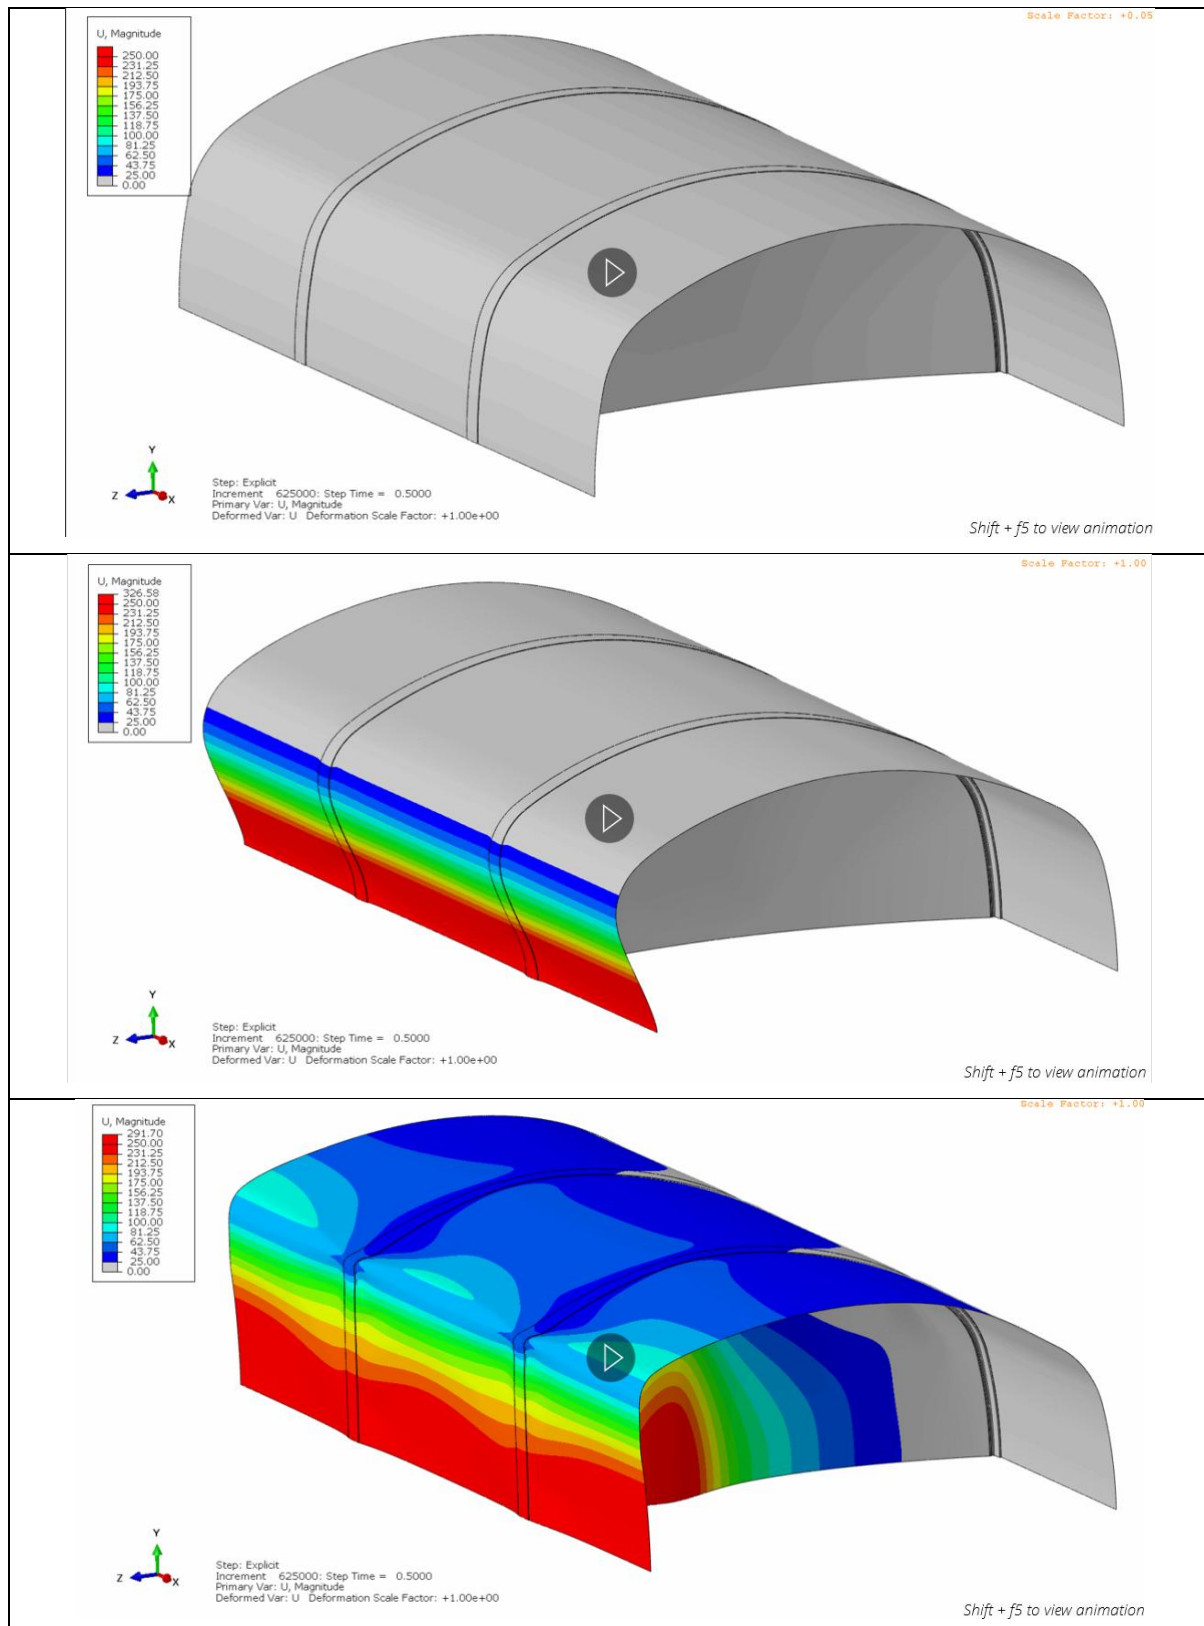 Scale Factor: +0.05
U, Magnitude
250.00
231.25
212.50
193.75
175.00
156.25
137.50
118.75
100.00
81.25
62.50
43.75
25.00
0.00
Y
Z
X
Step: Explicit
Increment 625000: Step Time = 0.5000
Primary Var: U, Magnitude
Deformed Var: U Deformation Scale Factor: +1.00e+00
Shift + f5 to view animation
Scale Factor: +1.00
U, Magnitude
326.58
250.00
231.25
212.50
193.75
175.00
156.25
137.50
118.75
100.00
81.25
62.50
43.75
25.00
0.00
Y
Z
X
Step: Explicit
Increment 625000: Step Time = 0.5000
Primary Var: U, Magnitude
Deformed Var: U Deformation Scale Factor: +1.00e+00
Shift + f5 to view animation
Scale Factor: +1.00
U, Magnitude
291.70
250.00
231.25
212.50
193.75
175.00
156.25
137.50
118.75
100.00
81.25
62.50
43.75
25.00
0.00
Y
Z
X
Step: Explicit
Increment 625000: Step Time = 0.5000
Primary Var: U, Magnitude
Deformed Var: U Deformation Scale Factor: +1.00e+00
Shift + f5 to view animation